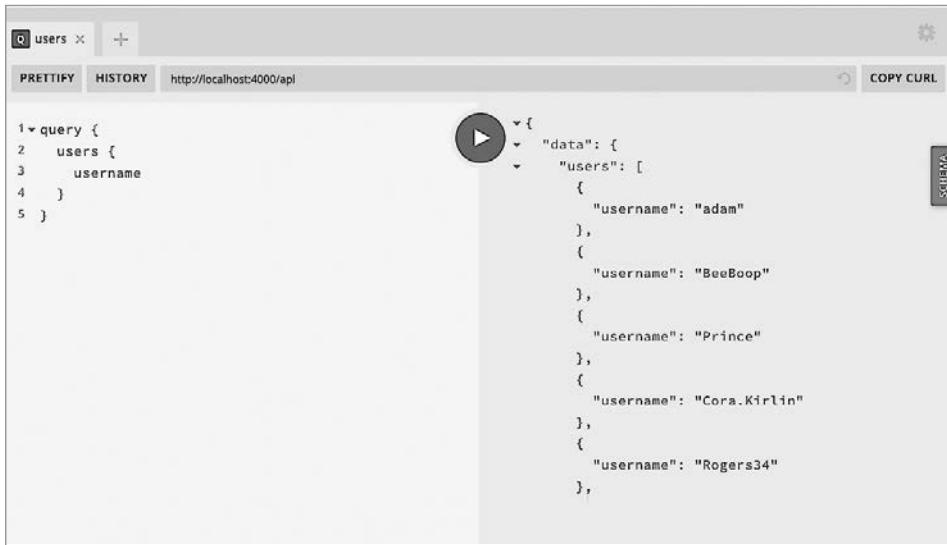 Q users × +
PRETTIFY HISTORY http://localhost:4000/api COPY CURL
1 query {
2 users {
3 username
4 }
5 }
{
"data": {
"users": [
{
"username": "adam"
},
{
"username": "BeeBoop"
},
{
"username": "Prince"
},
{
"username": "Cora.Kirlin"
},
{
"username": "Rogers34"
},
SCHEMA